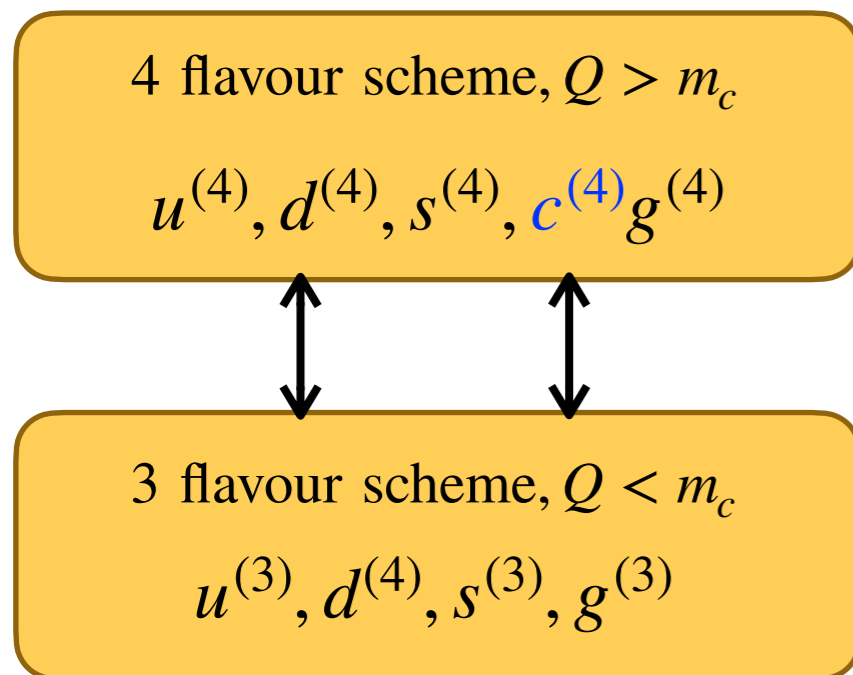 4 flavour scheme, Q > m_c
u^(4), d^(4), s^(4), c^(4)g^(4)
3 flavour scheme, Q < m_c
u^(3), d^(4), s^(3), g^(3)